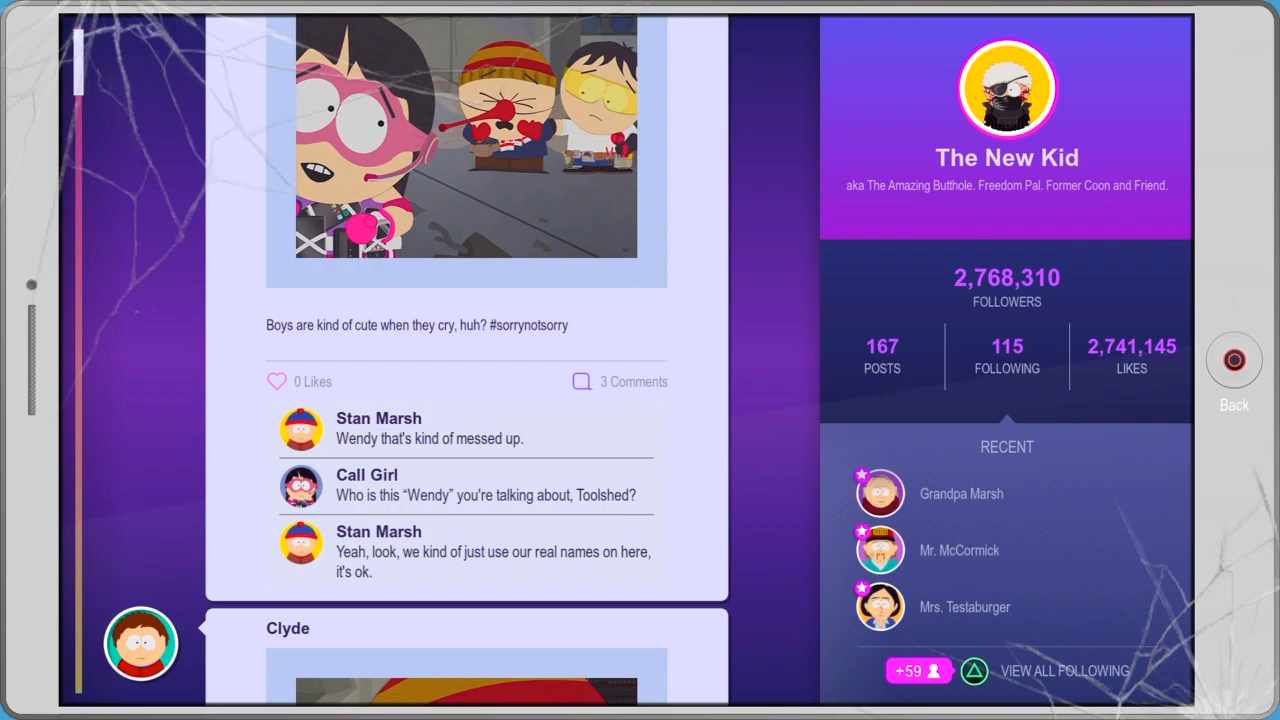 Boys are kind of cute when they cry, huh? #sorrynotsorry
0 Likes
3 Comments
Stan Marsh
Wendy that's kind of messed up.
Call Girl
Who is this “Wendy” you're talking about, Toolshed?
Stan Marsh
Yeah, look, we kind of just use our real names on here,
it's ok.
Clyde
The New Kid
aka The Amazing Butthole. Freedom Pal. Former Coon and Friend.
2,768,310
FOLLOWERS
167
POSTS
115
FOLLOWING
2,741,145
LIKES
RECENT
Grandpa Marsh
Mr. McCormick
Mrs. Testaburger
+59
VIEW ALL FOLLOWING
Back